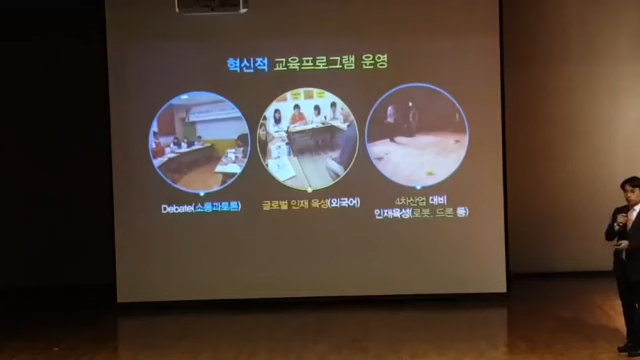 혁신적 교육프로그램 운영
Debate(소통과토론)
글로벌 인재 육성(외국어)
4차산업 대비
인재육성(로봇, 드론 등)